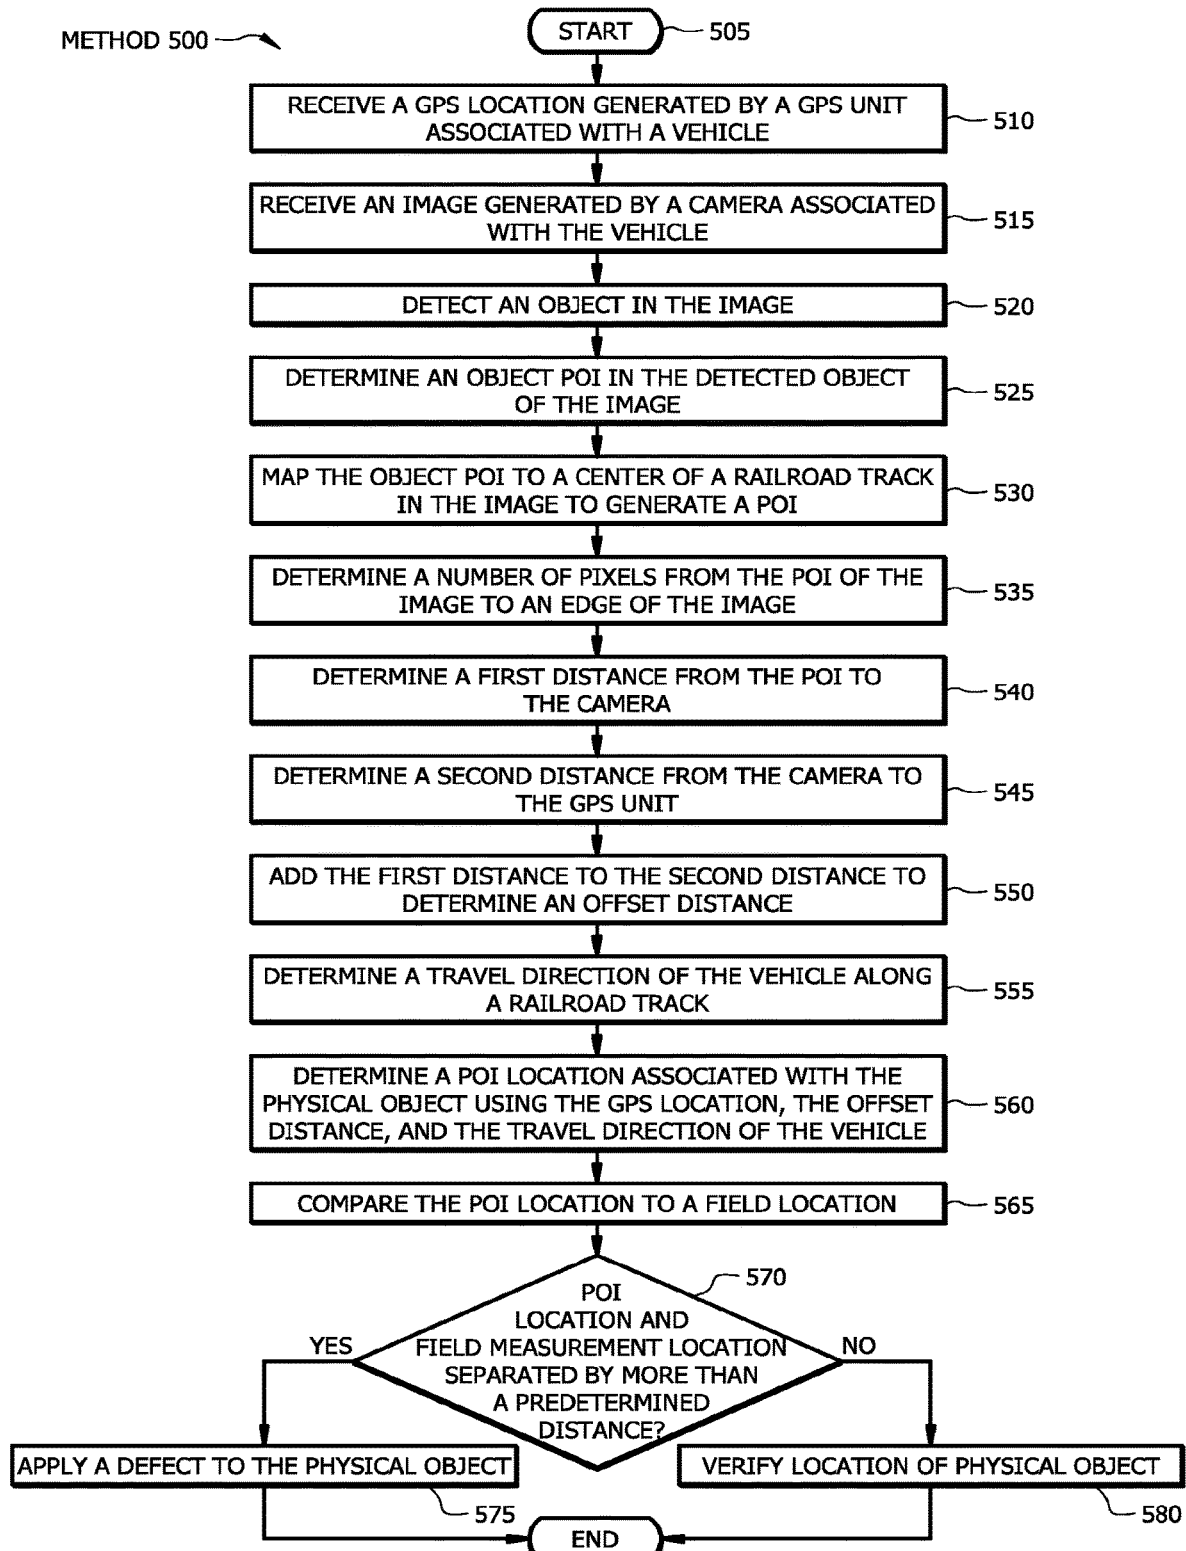 METHOD 500
START
505
RECEIVE A GPS LOCATION GENERATED BY A GPS UNIT
ASSOCIATED WITH A VEHICLE
510
RECEIVE AN IMAGE GENERATED BY A CAMERA ASSOCIATED
WITH THE VEHICLE
515
DETECT AN OBJECT IN THE IMAGE
520
DETERMINE AN OBJECT POI IN THE DETECTED OBJECT
OF THE IMAGE
525
MAP THE OBJECT POI TO A CENTER OF A RAILROAD TRACK
IN THE IMAGE TO GENERATE A POI
530
DETERMINE A NUMBER OF PIXELS FROM THE POI OF THE
IMAGE TO AN EDGE OF THE IMAGE
535
DETERMINE A FIRST DISTANCE FROM THE POI TO
THE CAMERA
540
DETERMINE A SECOND DISTANCE FROM THE CAMERA TO
THE GPS UNIT
545
ADD THE FIRST DISTANCE TO THE SECOND DISTANCE TO
DETERMINE AN OFFSET DISTANCE
550
DETERMINE A TRAVEL DIRECTION OF THE VEHICLE ALONG
A RAILROAD TRACK
555
DETERMINE A POI LOCATION ASSOCIATED WITH THE
PHYSICAL OBJECT USING THE GPS LOCATION, THE OFFSET
DISTANCE, AND THE TRAVEL DIRECTION OF THE VEHICLE
560
COMPARE THE POI LOCATION TO A FIELD LOCATION
565
570
POI
LOCATION AND
FIELD MEASUREMENT LOCATION
SEPARATED BY MORE THAN
A PREDETERMINED
DISTANCE?
YES
NO
APPLY A DEFECT TO THE PHYSICAL OBJECT
575
VERIFY LOCATION OF PHYSICAL OBJECT
580
END